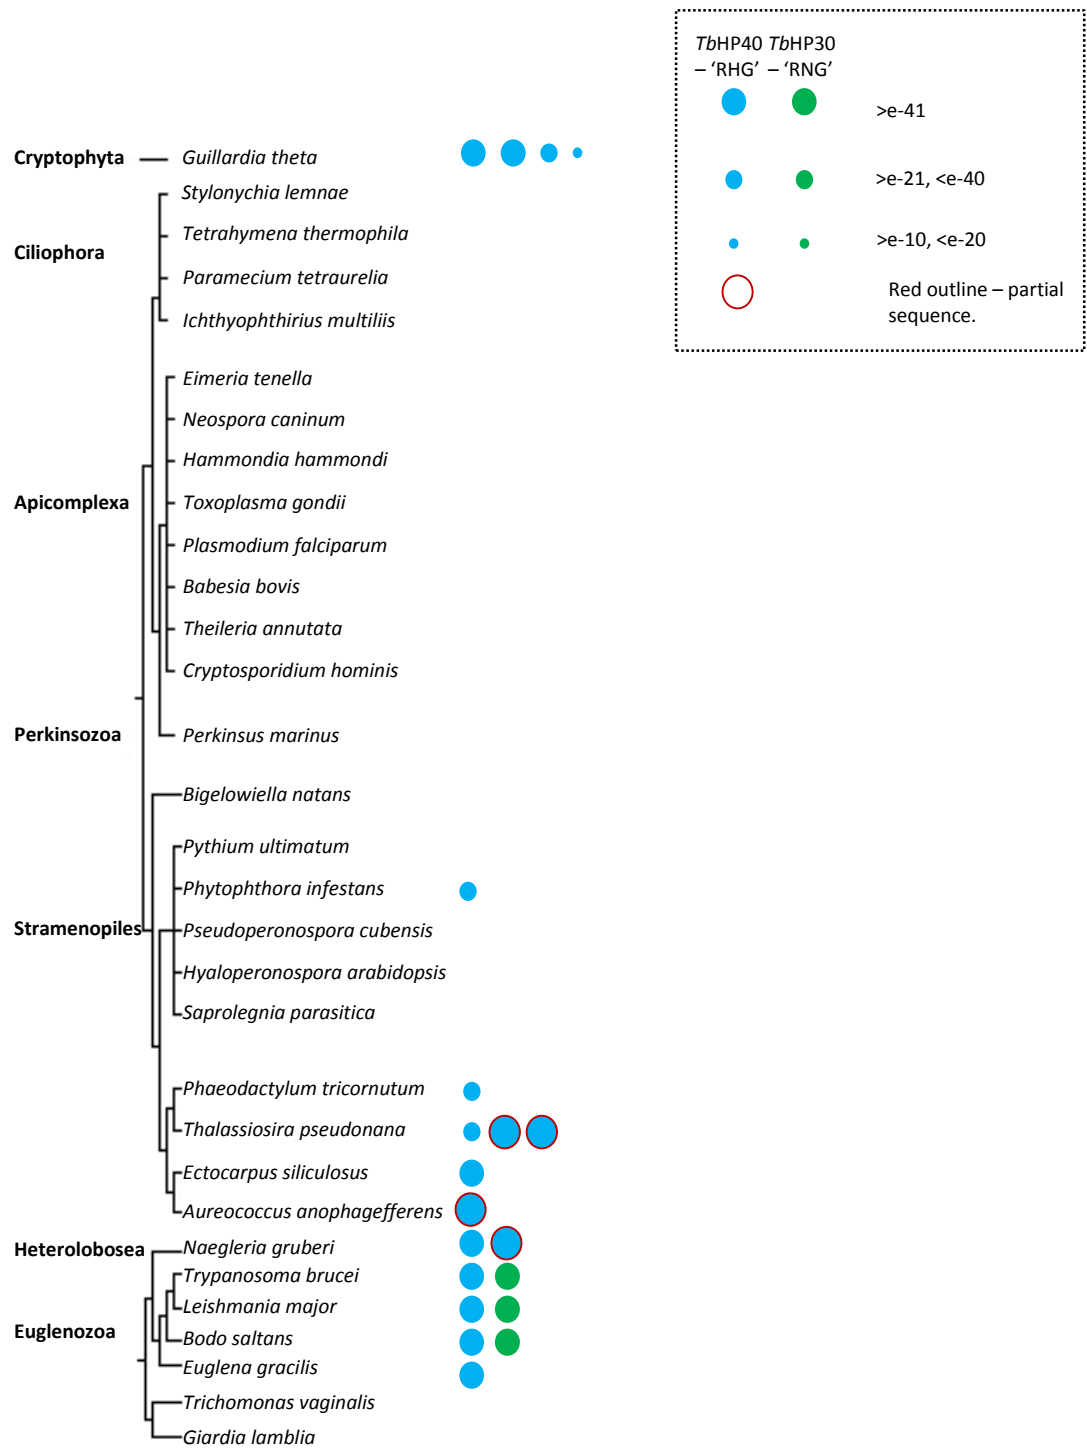 TbHP40 TbHP30
– ‘RHG’ – ‘RNG’
>e-41
>e-21, <e-40
>e-10, <e-20
Red outline – partial
sequence.
Cryptophyta
Guillardia theta
Stylonychia lemnae
Tetrahymena thermophila
Ciliophora
Paramecium tetraurelia
Ichthyophthirius multiliis
Eimeria tenella
Neospora caninum
Hammondia hammondi
Apicomplexa
Toxoplasma gondii
Plasmodium falciparum
Babesia bovis
Theileria annutata
Cryptosporidium hominis
Perkinsozoa
Perkinsus marinus
Bigelowiella natans
Pythium ultimatum
Phytophthora infestans
Stramenopiles
Pseudoperonospora cubensis
Hyaloperonospora arabidopsis
Saprolegnia parasitica
Phaeodactylum tricornutum
Thalassiosira pseudonana
Ectocarpus siliculosus
Aureococcus anophagefferens
Heterolobosea
Naegleria gruberi
Trypanosoma brucei
Leishmania major
Euglenozoa
Bodo saltans
Euglena gracilis
Trichomonas vaginalis
Giardia lamblia